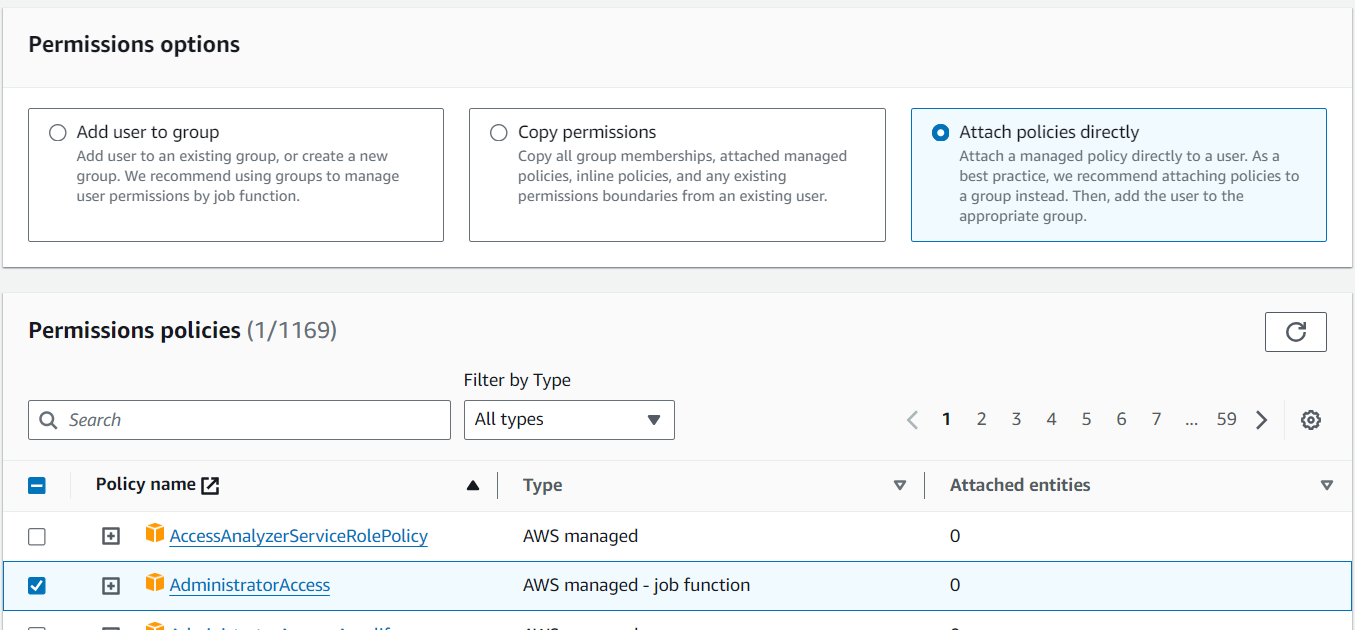 Permissions options
Add user to group
Add user to an existing group, or create a new
group. We recommend using groups to manage
user permissions by job function.
Copy permissions
Copy all group memberships, attached managed
policies, inline policies, and any existing
permissions boundaries from an existing user.
Attach policies directly
Attach a managed policy directly to a user. As a
best practice, we recommend attaching policies to
a group instead. Then, add the user to the
appropriate group.
Permissions policies (1/1169)
Filter by Type
Search
All types
1 2 3 4 5 6 7 ... 59
Policy name Type Attached entities
AccessAnalyzerServiceRolePolicy AWS managed 0
AdministratorAccess AWS managed - job function 0